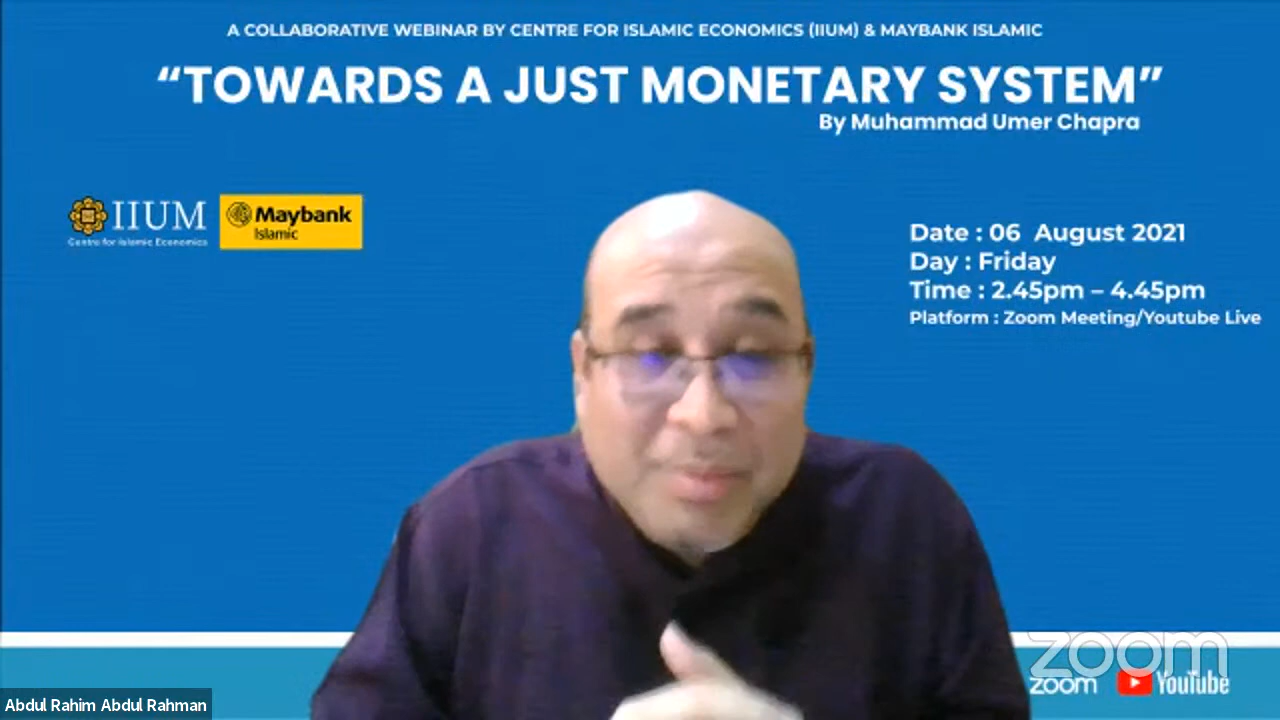 A COLLABORATIVE WEBINAR BY CENTRE FOR ISLAMIC ECONOMICS (IIUM) & MAYBANK ISLAMIC
“TOWARDS A JUST MONETARY SYSTEM”
By Muhammad Umer Chapra
IIUM
Centre for Islamic Economics
Maybank
Islamic
Date : 06 August 2021
Day : Friday
Time : 2.45pm – 4.45pm
Platform : Zoom Meeting/Youtube Live
zoom
zoom
YouTube
Abdul Rahim Abdul Rahman